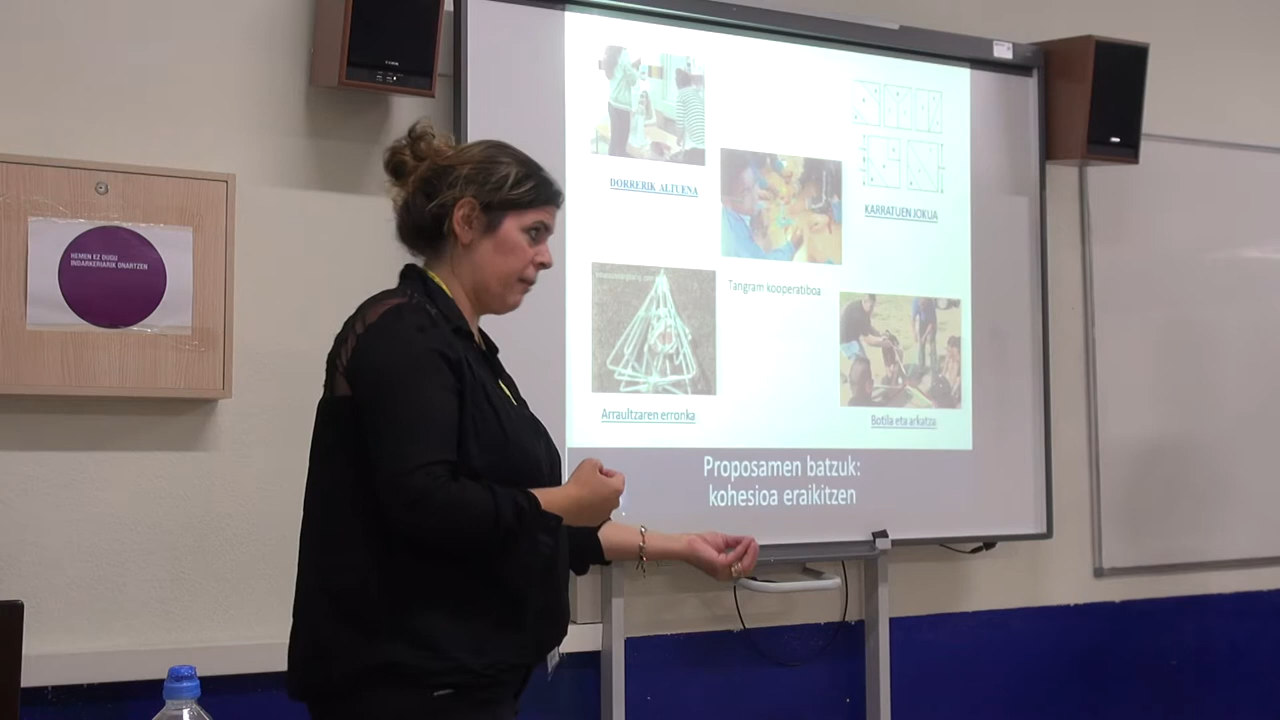 HEMEN EZ DUGU
INDARKERIARIK ONARTZEN
DORRERIK ALTUENA
KARRATUEN JOKUA
Tangram kooperatiboa
Arraultzaren erronka
Botila eta arkatza
Proposamen batzuk:
kohesioa eraikitzen